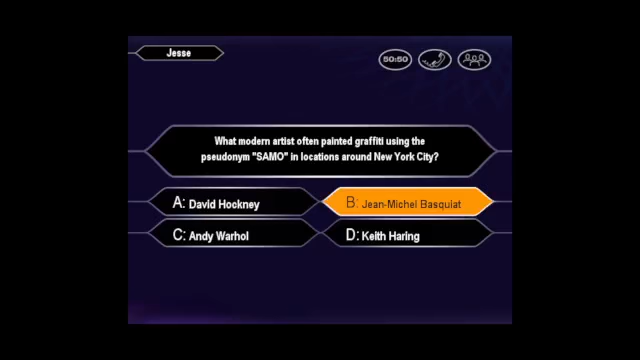 Jesse
50:50
What modern artist often painted graffiti using the
pseudonym "SAMO" in locations around New York City?
A: David Hockney
B: Jean-Michel Basquiat
C: Andy Warhol
D: Keith Haring